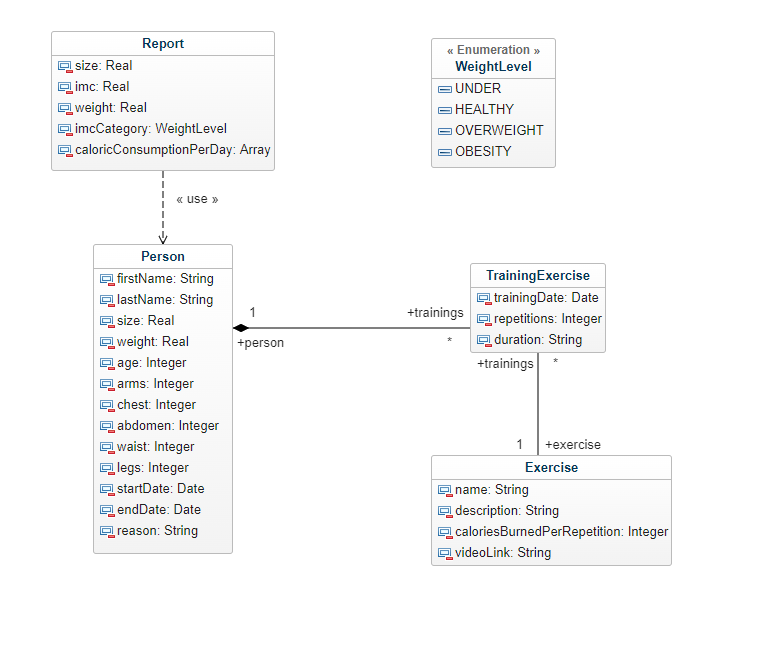 Report
size: Real
imc: Real
weight: Real
imcCategory: WeightLevel
caloricConsumptionPerDay: Array
« Enumeration »
WeightLevel
UNDER
HEALTHY
OVERWEIGHT
OBESITY
« use »
Person
firstName: String
lastName: String
size: Real
weight: Real
age: Integer
arms: Integer
chest: Integer
abdomen: Integer
waist: Integer
legs: Integer
startDate: Date
endDate: Date
reason: String
1
+person
+trainings
*
TrainingExercise
trainingDate: Date
repetitions: Integer
duration: String
+trainings
*
1
+exercise
Exercise
name: String
description: String
caloriesBurnedPerRepetition: Integer
videoLink: String